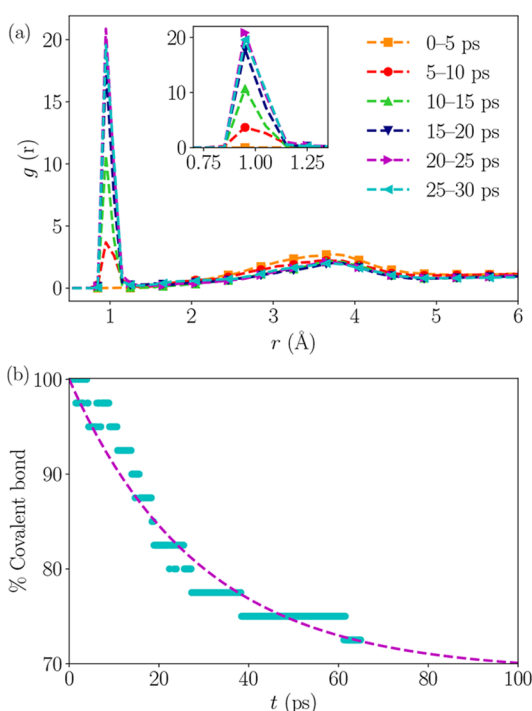 (a)
20
15
10
5
0
g (r)
20
10
0
0.75 1.00 1.25
0–5 ps
5–10 ps
10–15 ps
15–20 ps
20–25 ps
25–30 ps
1 2 3 4 5 6
r (Å)
(b)
100
90
80
70
% Covalent bond
0 20 40 60 80 100
t (ps)